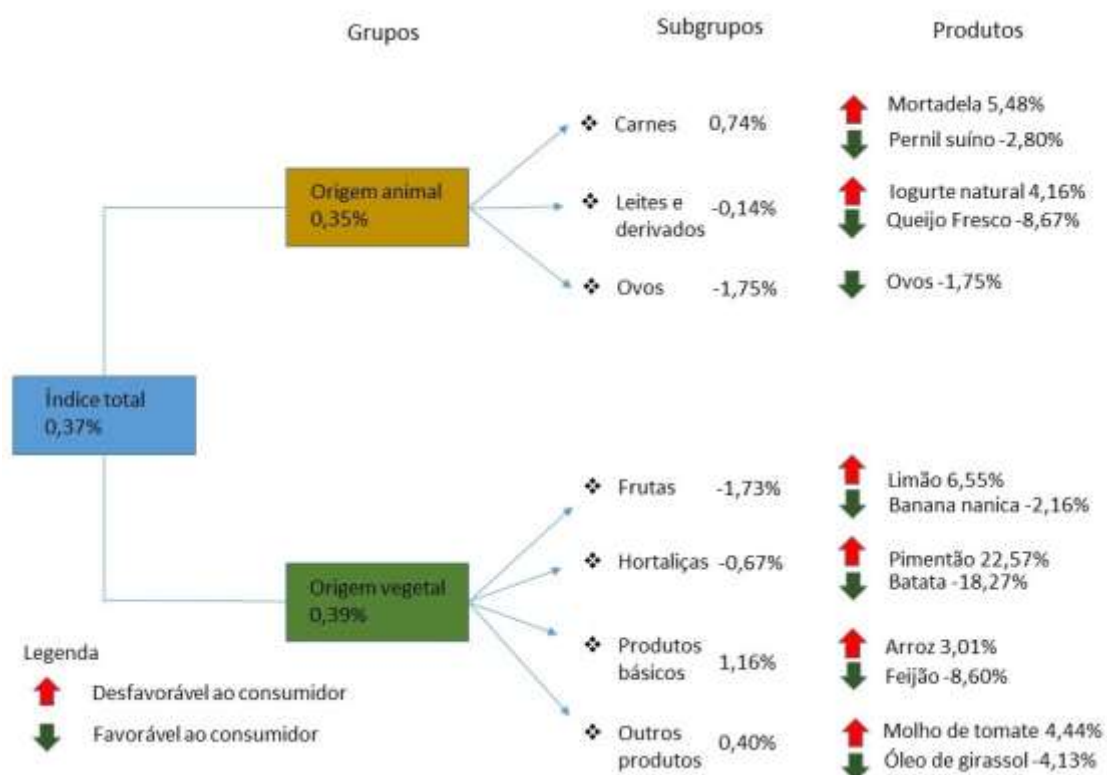 Grupos
Subgrupos
Produtos
Origem animal
0,35%
❖ Carnes 0,74%
Mortadela 5,48%
Pernil suíno -2,80%
❖ Leites e
derivados
-0,14%
Iogurte natural 4,16%
Queijo Fresco -8,67%
❖ Ovos -1,75%
Ovos -1,75%
Índice total
0,37%
Origem vegetal
0,39%
❖ Frutas -1,73%
Limão 6,55%
Banana nanica -2,16%
❖ Hortaliças -0,67%
Pimentão 22,57%
Batata -18,27%
❖ Produtos
básicos
1,16%
Arroz 3,01%
Feijão -8,60%
❖ Outros
produtos
0,40%
Molho de tomate 4,44%
Óleo de girassol -4,13%
Legenda
Desfavorável ao consumidor
Favorável ao consumidor